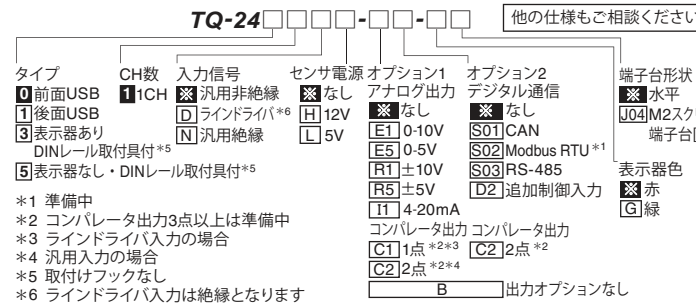 TQ-24□□□□-□□-□□
他の仕様もご相談ください
タイプ
0 前面USB
1 後面USB
3 表示器あり
DINレール取付具付*5
5 表示器なし・DINレール取付具付*5
CH数
1 1CH
入力信号
※ 汎用非絶縁
D ラインドライバ*6
N 汎用絶縁
センサ電源
※ なし
H 12V
L 5V
オプション1
アナログ出力
※ なし
E1 0-10V
E5 0-5V
R1 ±10V
R5 ±5V
I1 4-20mA
コンパレータ出力
C1 1点*2*3
C2 2点*2*4
オプション2
デジタル通信
※ なし
S01 CAN
S02 Modbus RTU*1
S03 RS-485
D2 追加制御入力
コンパレータ出力
C2 2点*2
B 出力オプションなし
端子台形状
※ 水平
J04 M2スク
端子台
表示器色
※ 赤
G 緑
*1 準備中
*2 コンパレータ出力3点以上は準備中
*3 ラインドライバ入力の場合
*4 汎用入力の場合
*5 取付けフックなし
*6 ラインドライバ入力は絶縁となります